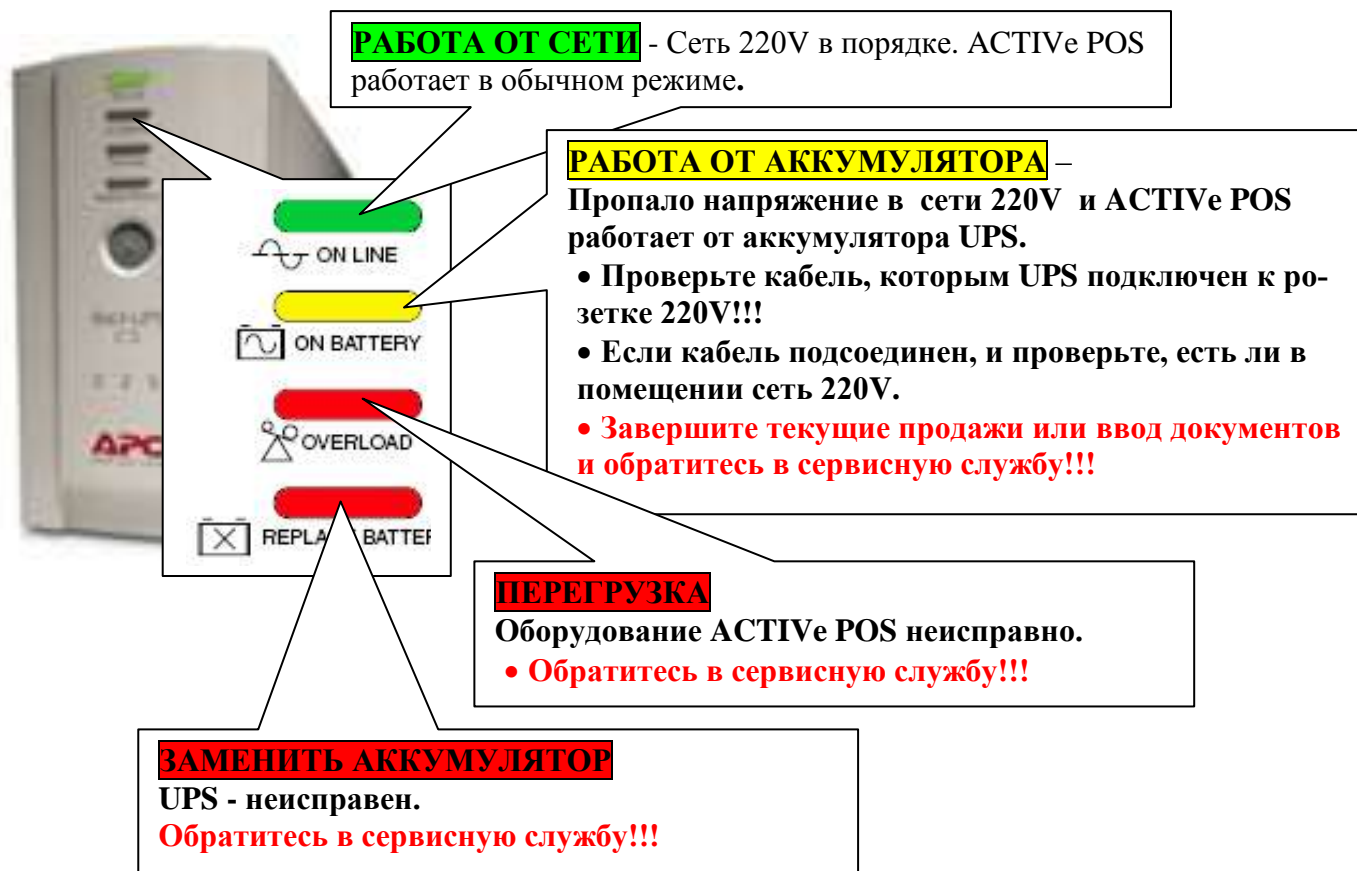 РАБОТА ОТ СЕТИ - Сеть 220V в порядке. ACTIVe POS
работает в обычном режиме.
РАБОТА ОТ АККУМУЛЯТОРА –
Пропало напряжение в сети 220V и ACTIVe POS
работает от аккумулятора UPS.
• Проверьте кабель, которым UPS подключен к ро-
зетке 220V!!!
• Если кабель подсоединен, и проверьте, есть ли в
помещении сеть 220V.
• Завершите текущие продажи или ввод документов
и обратитесь в сервисную службу!!!
ON LINE
ON BATTERY
OVERLOAD
REPLA BATTER
APC
ПЕРЕГРУЗКА
Оборудование ACTIVe POS неисправно.
• Обратитесь в сервисную службу!!!
ЗАМЕНИТЬ АККУМУЛЯТОР
UPS - неисправен.
Обратитесь в сервисную службу!!!